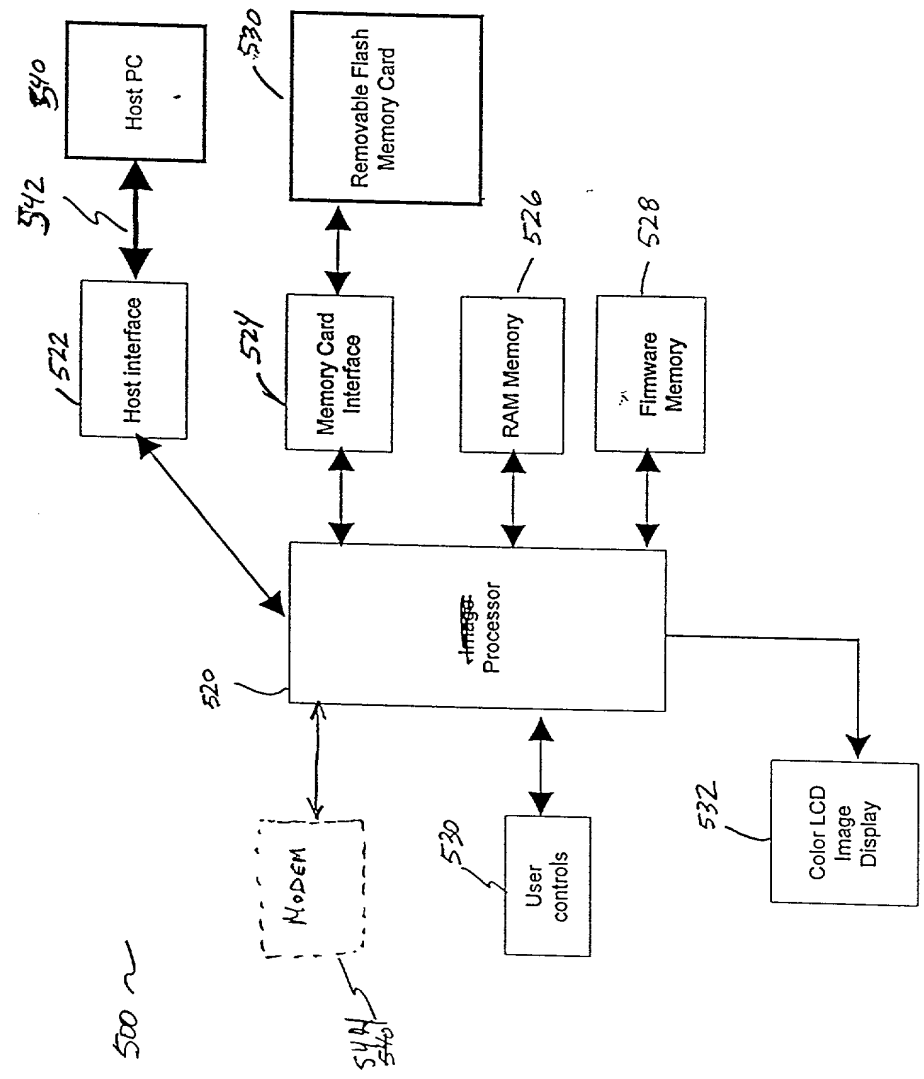 500
542
540
522
Host interface
Host PC
520
524
530
MODEM
Memory Card
Interface
Removable Flash
Memory Card
544
530
Image
Processor
User
controls
RAM Memory
526
Firmware
Memory
528
532
Color LCD
Image
Display